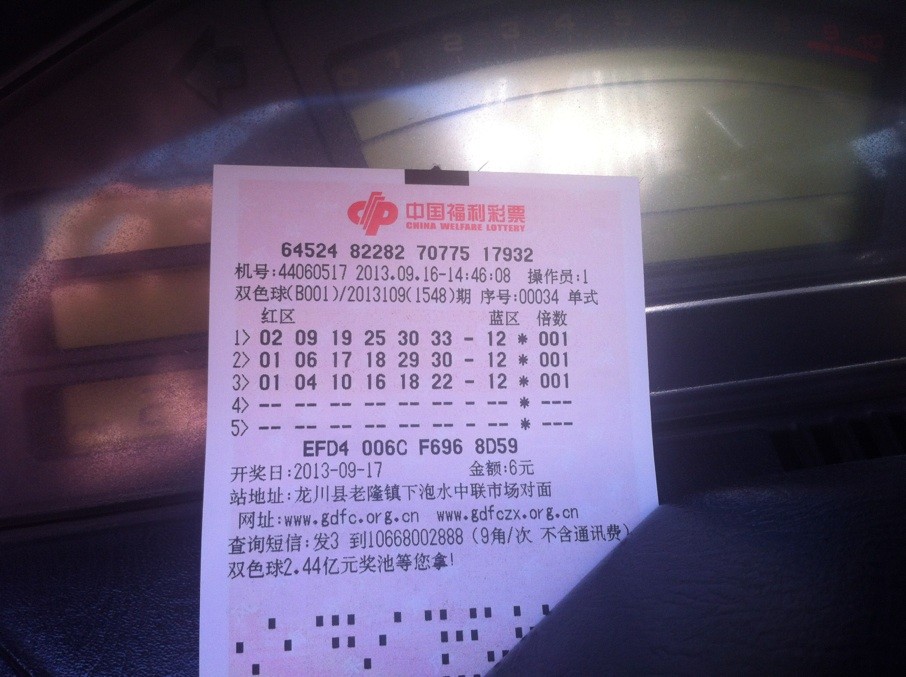 中国福利彩票
CHINA WELFARE LOTTERY
64524 82282 70775 17932
机号:44060517 2013.09.16-14:46:08 操作员:1
双色球(B001)/2013109(1548)期 序号:00034 单式
红区 蓝区 倍数
1> 02 09 19 25 30 33 - 12 * 001
2> 01 06 17 18 29 30 - 12 * 001
3> 01 04 10 16 18 22 - 12 * 001
4> -- -- -- -- -- -- - -- * ---
5> -- -- -- -- -- -- - -- * ---
EFD4 006C F696 8D59
开奖日:2013-09-17 金额:6元
站地址:龙川县老隆镇下泡水中联市场对面
网址:www.gdfc.org.cn www.gdfczx.org.cn
查询短信:发3 到10668002888（9角/次 不含通讯费)
双色球2.44亿元奖池等您拿!